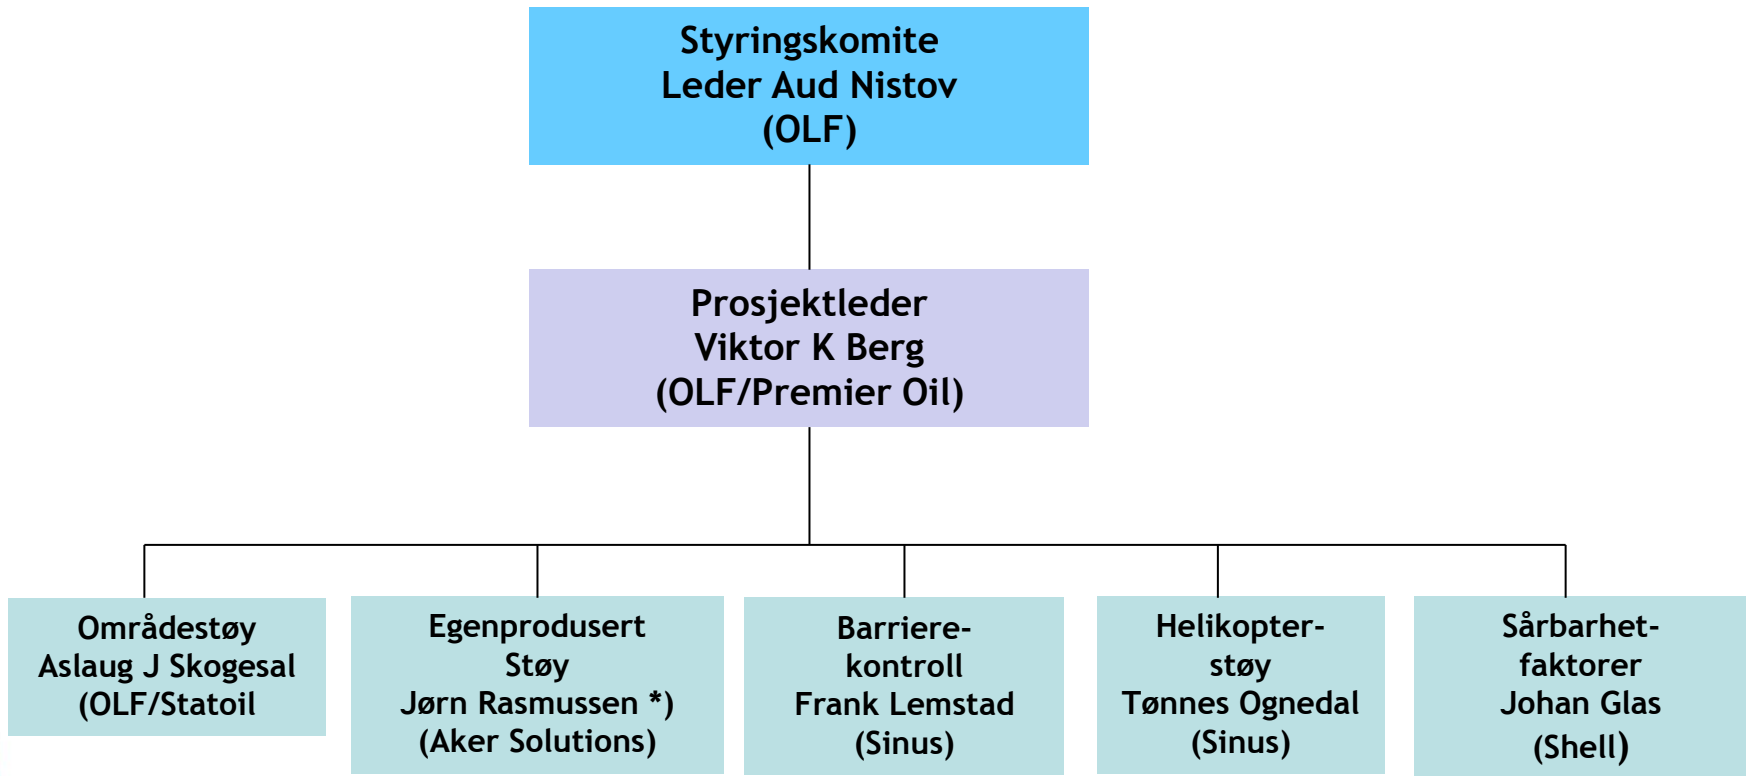 Styringskomite
Leder Aud Nistov
(OLF)
Prosjektleder
Viktor K Berg
(OLF/Premier Oil)
Områdestøy
Aslaug J Skogesal
(OLF/Statoil
Egenprodusert
Støy
Jørn Rasmussen *)
(Aker Solutions)
Barriere-
kontroll
Frank Lemstad
(Sinus)
Helikopter-
støy
Tønnes Ognedal
(Sinus)
Sårbarhet-
faktorer
Johan Glas
(Shell)